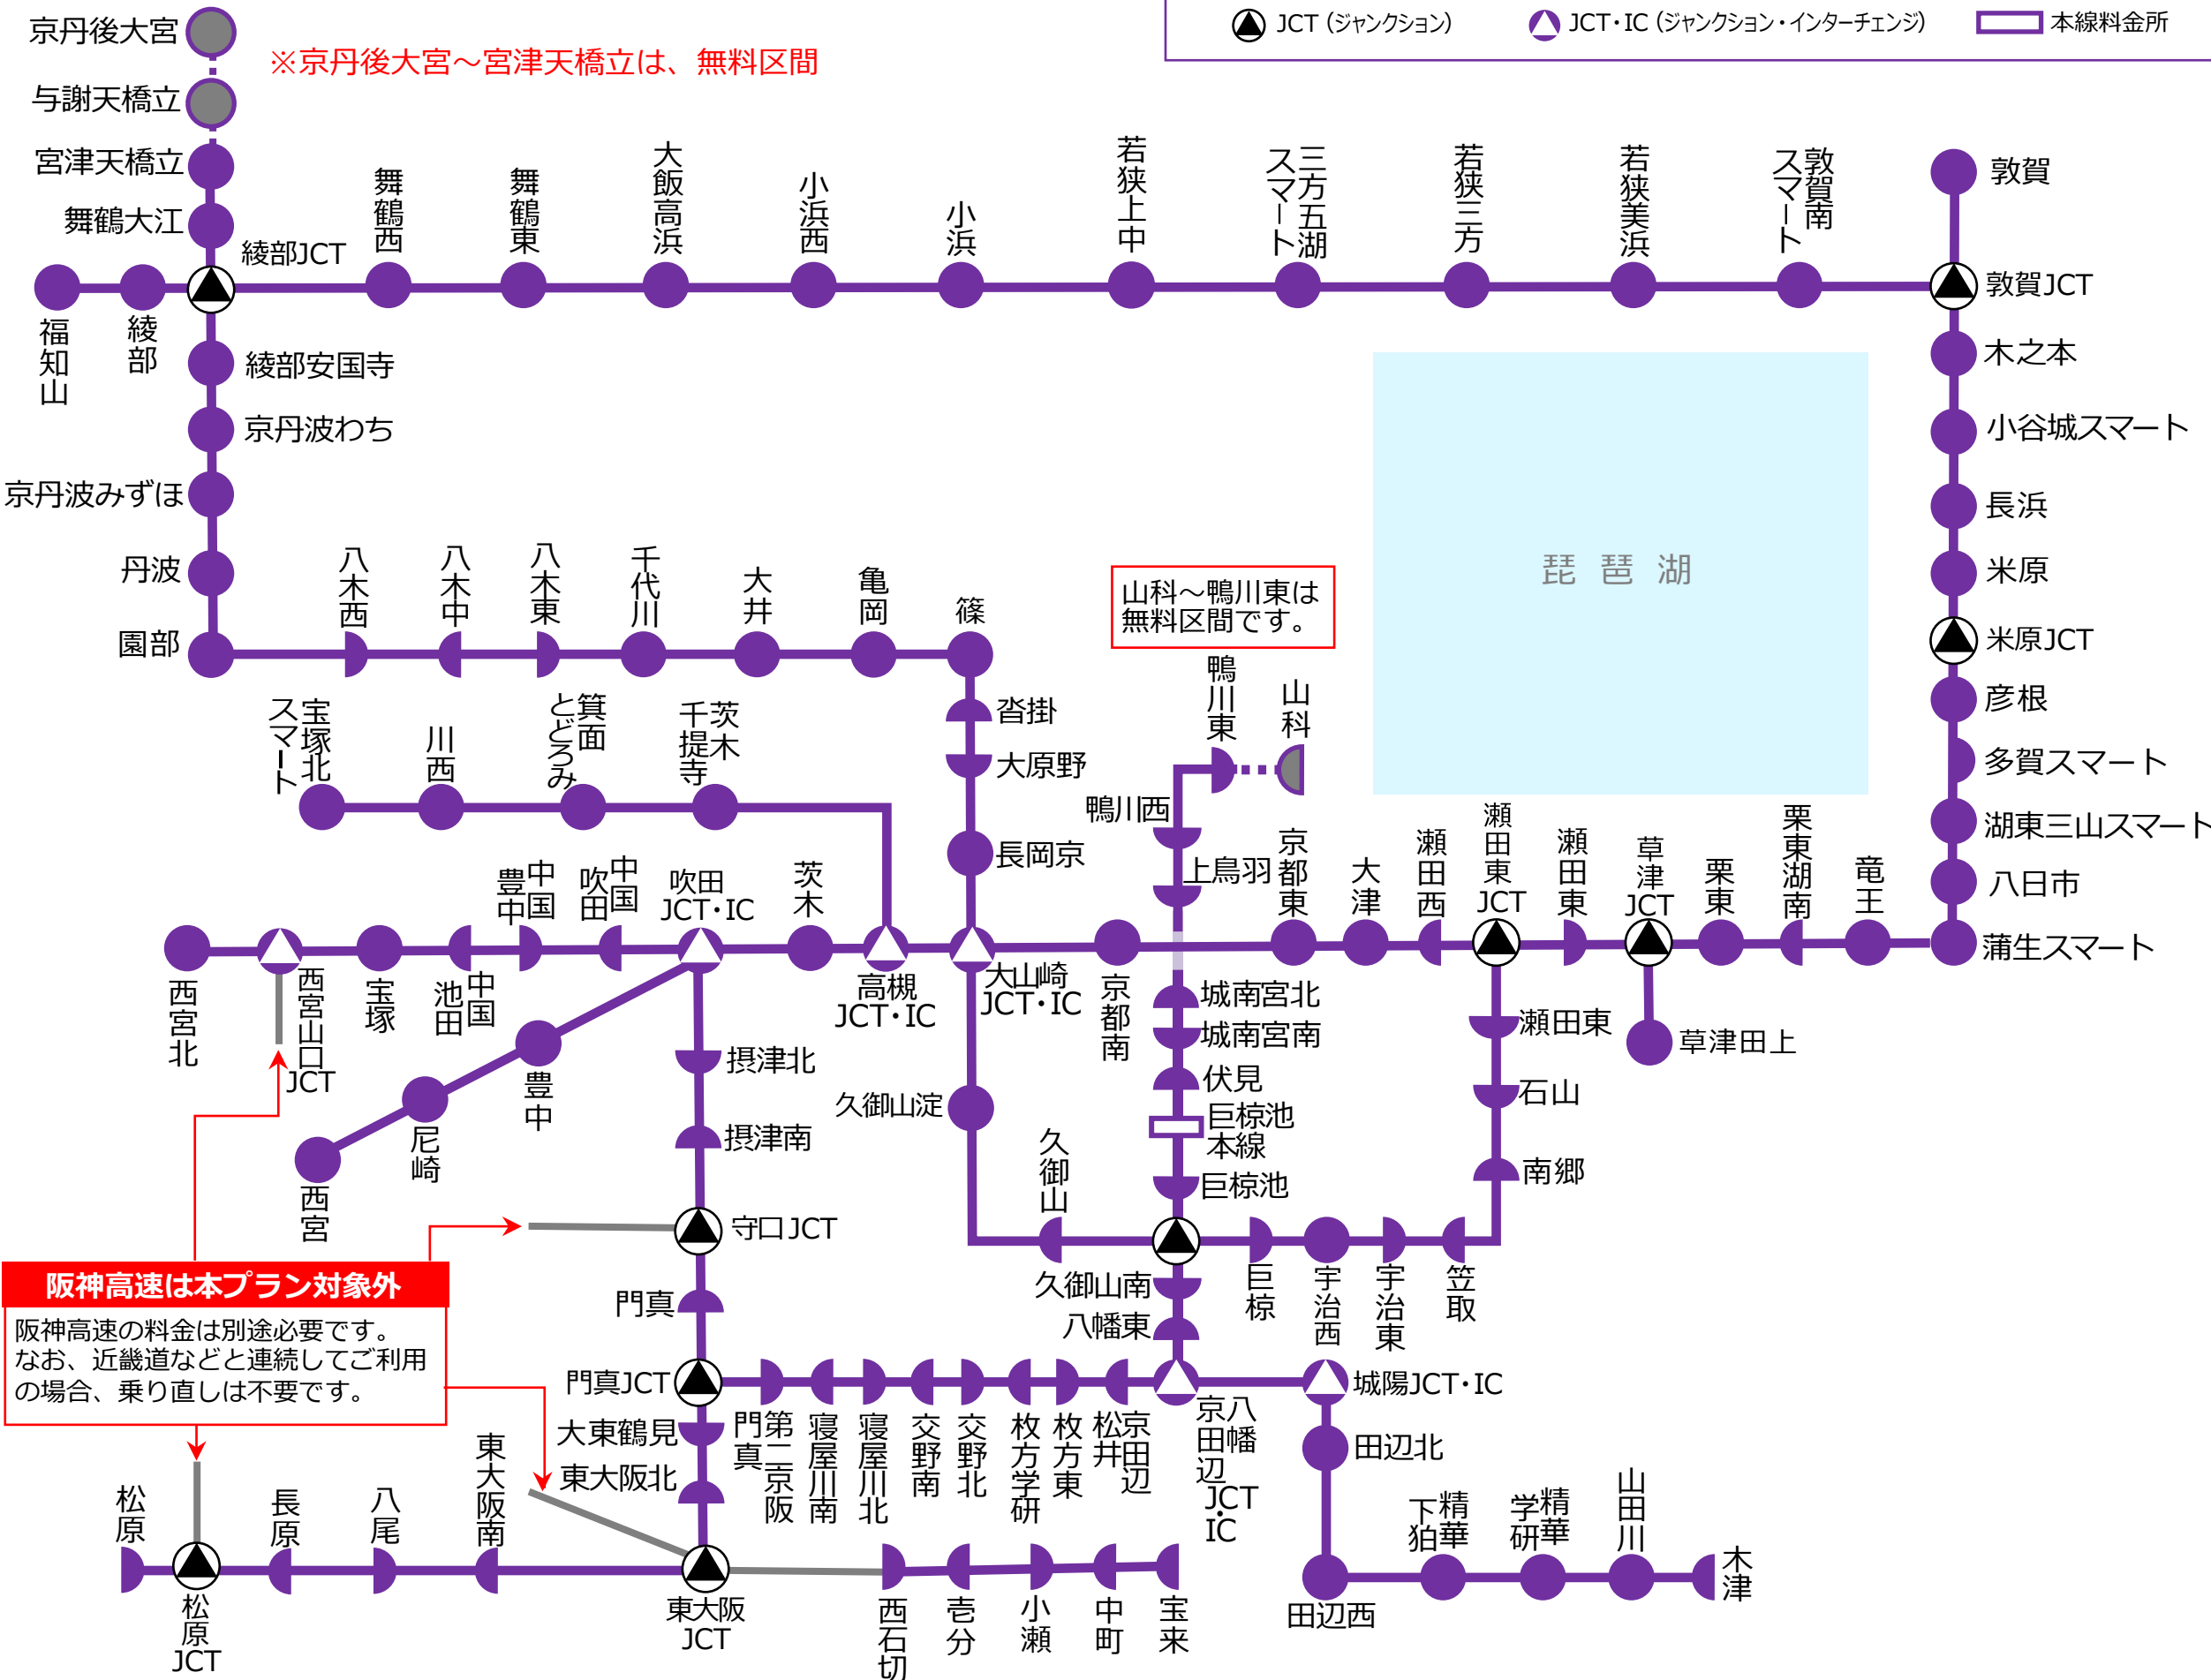 JCT（ジャンクション）
JCT・IC（ジャンクション・インターチェンジ）
本線料金所
京丹後大宮
※京丹後大宮～宮津天橋立は、無料区間
与謝天橋立
宮津天橋立
舞鶴大江
綾部JCT
舞鶴西
舞鶴東
大飯高浜
小浜西
小浜
若狭上中
三方五湖
スマート
若狭三方
若狭美浜
敦賀南
スマート
敦賀
敦賀JCT
福知山
綾部
綾部安国寺
京丹波わち
京丹波みずほ
丹波
園部
木之本
小谷城スマート
長浜
米原
米原JCT
彦根
多賀スマート
湖東三山スマート
八日市
蒲生スマート
琵琶湖
八木西
八木中
八木東
千代川
大井
亀岡
篠
沓掛
大原野
長岡京
山科～鴨川東は
無料区間です。
鴨川東
山科
鴨川西
上鳥羽
宝塚北
スマート
川西
箕面
とどろみ
茨木
千提寺
中国
豊中
中国
吹田
吹田
JCT・IC
茨木
京都東
大津
瀬田西
瀬田東
JCT
瀬田東
草津
JCT
栗東
栗東湖南
竜王
西宮北
西宮山口
JCT
宝塚
中国
池田
高槻
JCT・IC
大山崎
JCT・IC
京都南
城南宮北
城南宮南
伏見
巨椋池
本線
巨椋池
瀬田東
石山
南郷
草津田上
豊中
尼崎
西宮
摂津北
摂津南
久御山淀
久御山
守口JCT
久御山南
八幡東
巨椋
宇治西
宇治東
笠取
阪神高速は本プラン対象外
阪神高速の料金は別途必要です。
なお、近畿道などと連続してご利用
の場合、乗り直しは不要です。
門真
門真JCT
大東鶴見
東大阪北
第二京阪
門真
寝屋川南
寝屋川北
交野南
交野北
枚方学研
枚方東
京田辺
松井
八幡
京田辺
JCT
・
IC
城陽JCT・IC
田辺北
田辺西
精華
下狛
精華
学研
山田川
木津
松原
松原
JCT
長原
八尾
東大阪南
東大阪
JCT
西石切
壱分
小瀬
中町
宝来